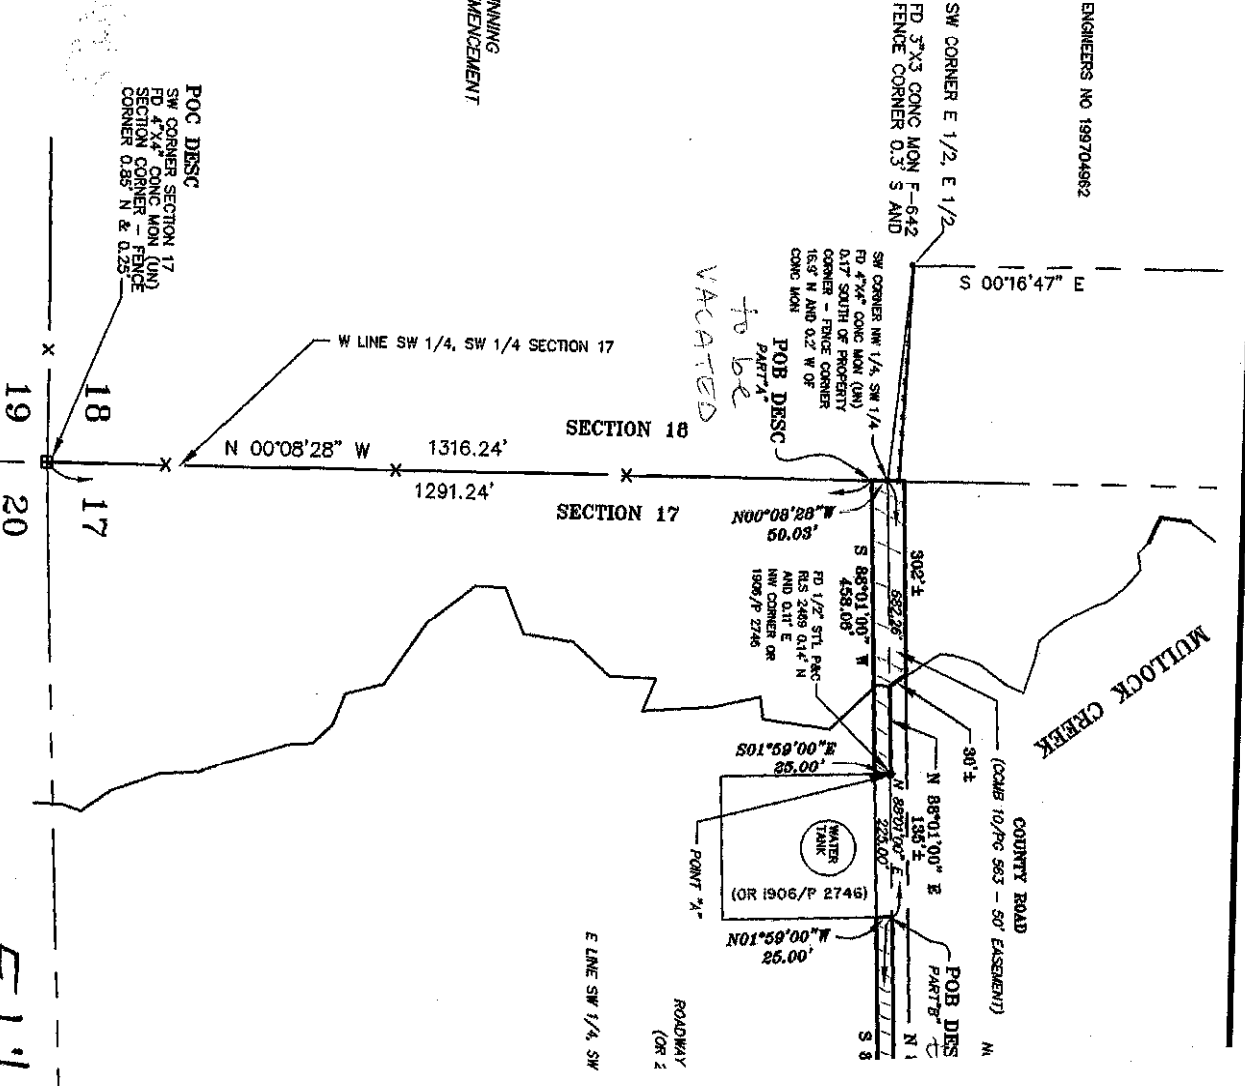 ENGINEERS NO 199704962
SW CORNER E 1/2, E 1/2
FD 3"X3 CONC MON F-642
FENCE CORNER 0.3' S AND
NNING
MENCEMENT
S 00°16'47" E
SW CORNER NW 1/4, SW 1/4
FD 4"X4" CONC MON (UN)
0.17' SOUTH OF PROPERTY
CORNER - FENCE CORNER
16.9' N AND 0.2' W OF
CONC MON
POB DESC
PART"A"
to be
VACATED
POC DESC
SW CORNER SECTION 17
FD 4"X4" CONC MON (UN)
SECTION CORNER - FENCE
CORNER 0.85' N & 0.25'
W LINE SW 1/4, SW 1/4 SECTION 17
18
19
17
20
N 00°08'28" W
1316.24'
1291.24'
SECTION 18
SECTION 17
N00°08'28"W
50.03'
302'±
682.26'
S 88°01'00" W
458.06'
FD 1/2" STL P&C
RLS 2469 0.14' N
AND 0.11' E
NW CORNER OR
1906/P 2746
MULLOCK CREEK
30'±
COUNTY ROAD
(CCMB 10/PG 563 - 50' EASEMENT)
N 88°01'00" E
135'±
N 88°01'00" E
225.00'
S01°59'00"E
25.00'
WATER
TANK
(OR 1906/P 2746)
POINT "A"
N01°59'00"W
25.00'
POB DES
PART"B"
S 8
ROADWAY
(OR 2
E LINE SW 1/4, SW